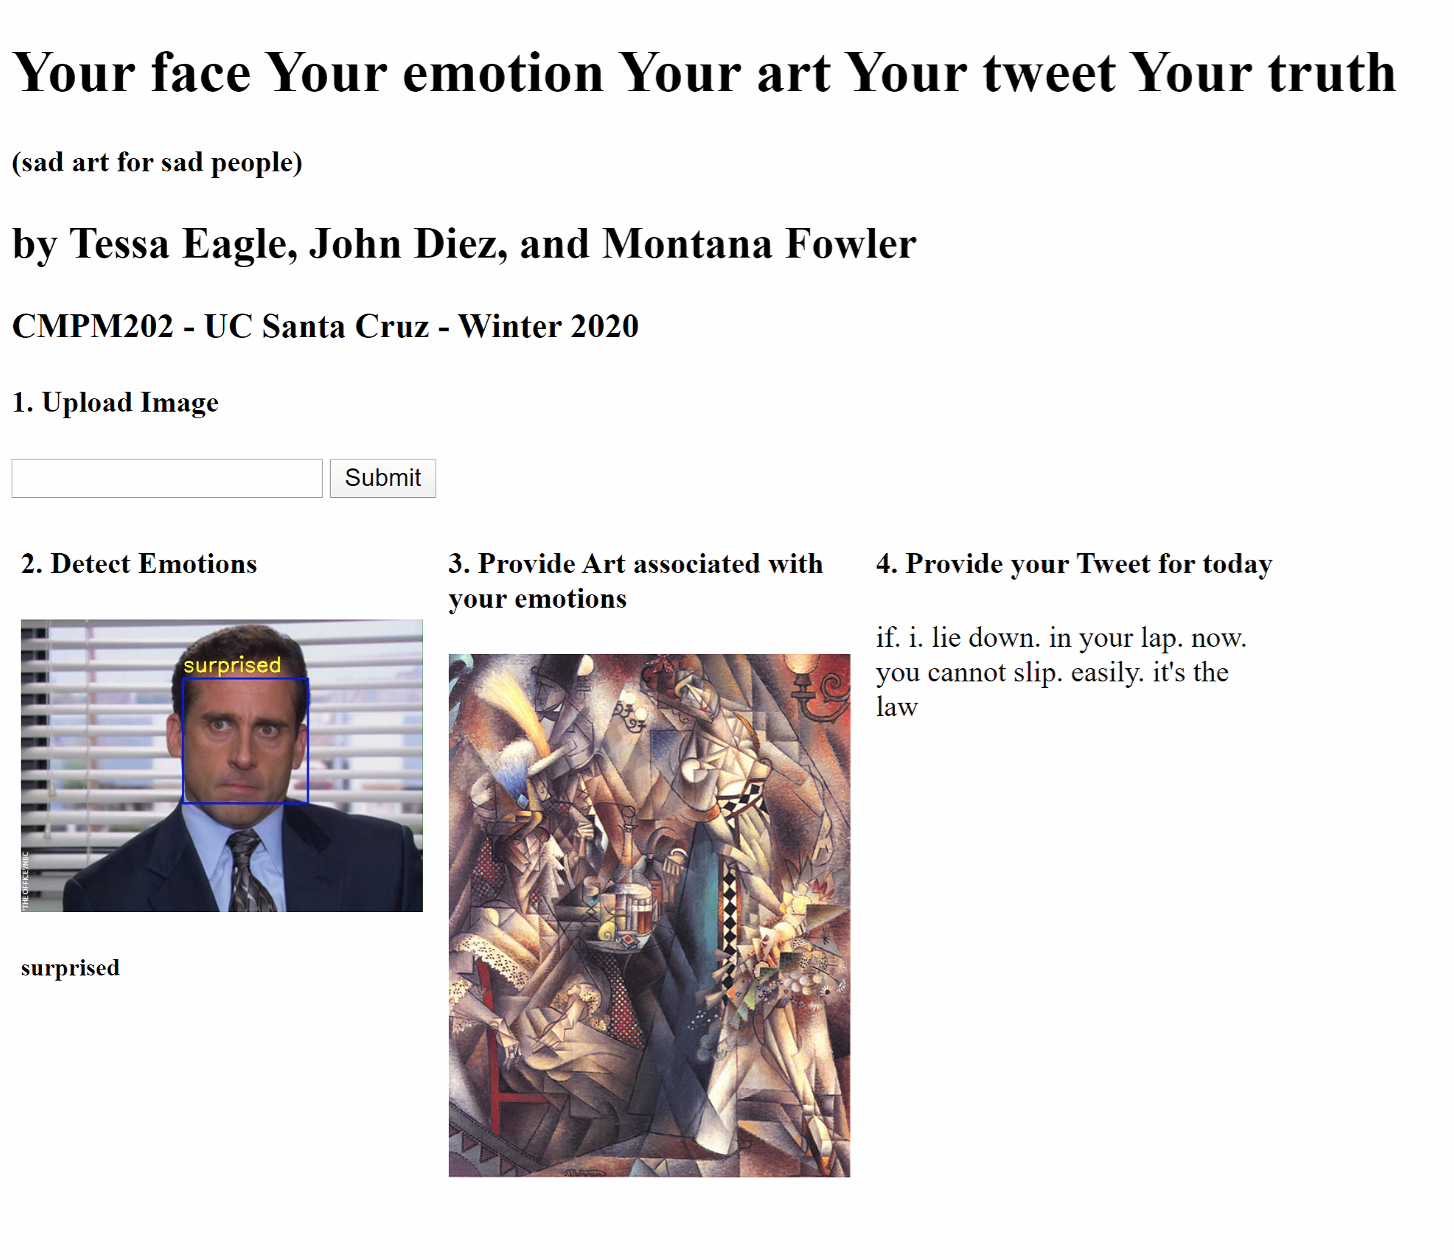 Your face Your emotion Your art Your tweet Your truth
(sad art for sad people)
by Tessa Eagle, John Diez, and Montana Fowler
CMPM202 - UC Santa Cruz - Winter 2020
1. Upload Image
Submit
2. Detect Emotions
surprised
"THE OFFICE"/NBC
surprised
3. Provide Art associated with
your emotions
4. Provide your Tweet for today
if. i. lie down. in your lap. now.
you cannot slip. easily. it's the
law